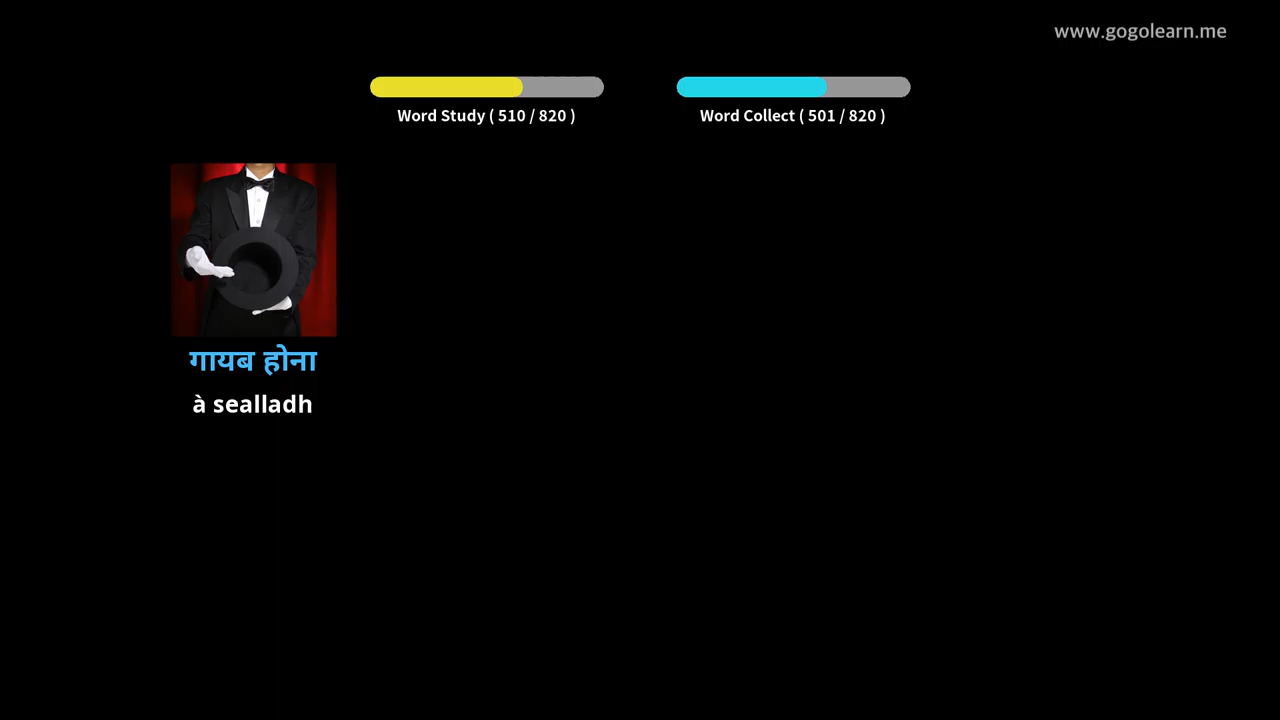 www.gogolearn.me
Word Study ( 510 / 820 )
Word Collect ( 501 / 820 )
गायब होना
à sealladh